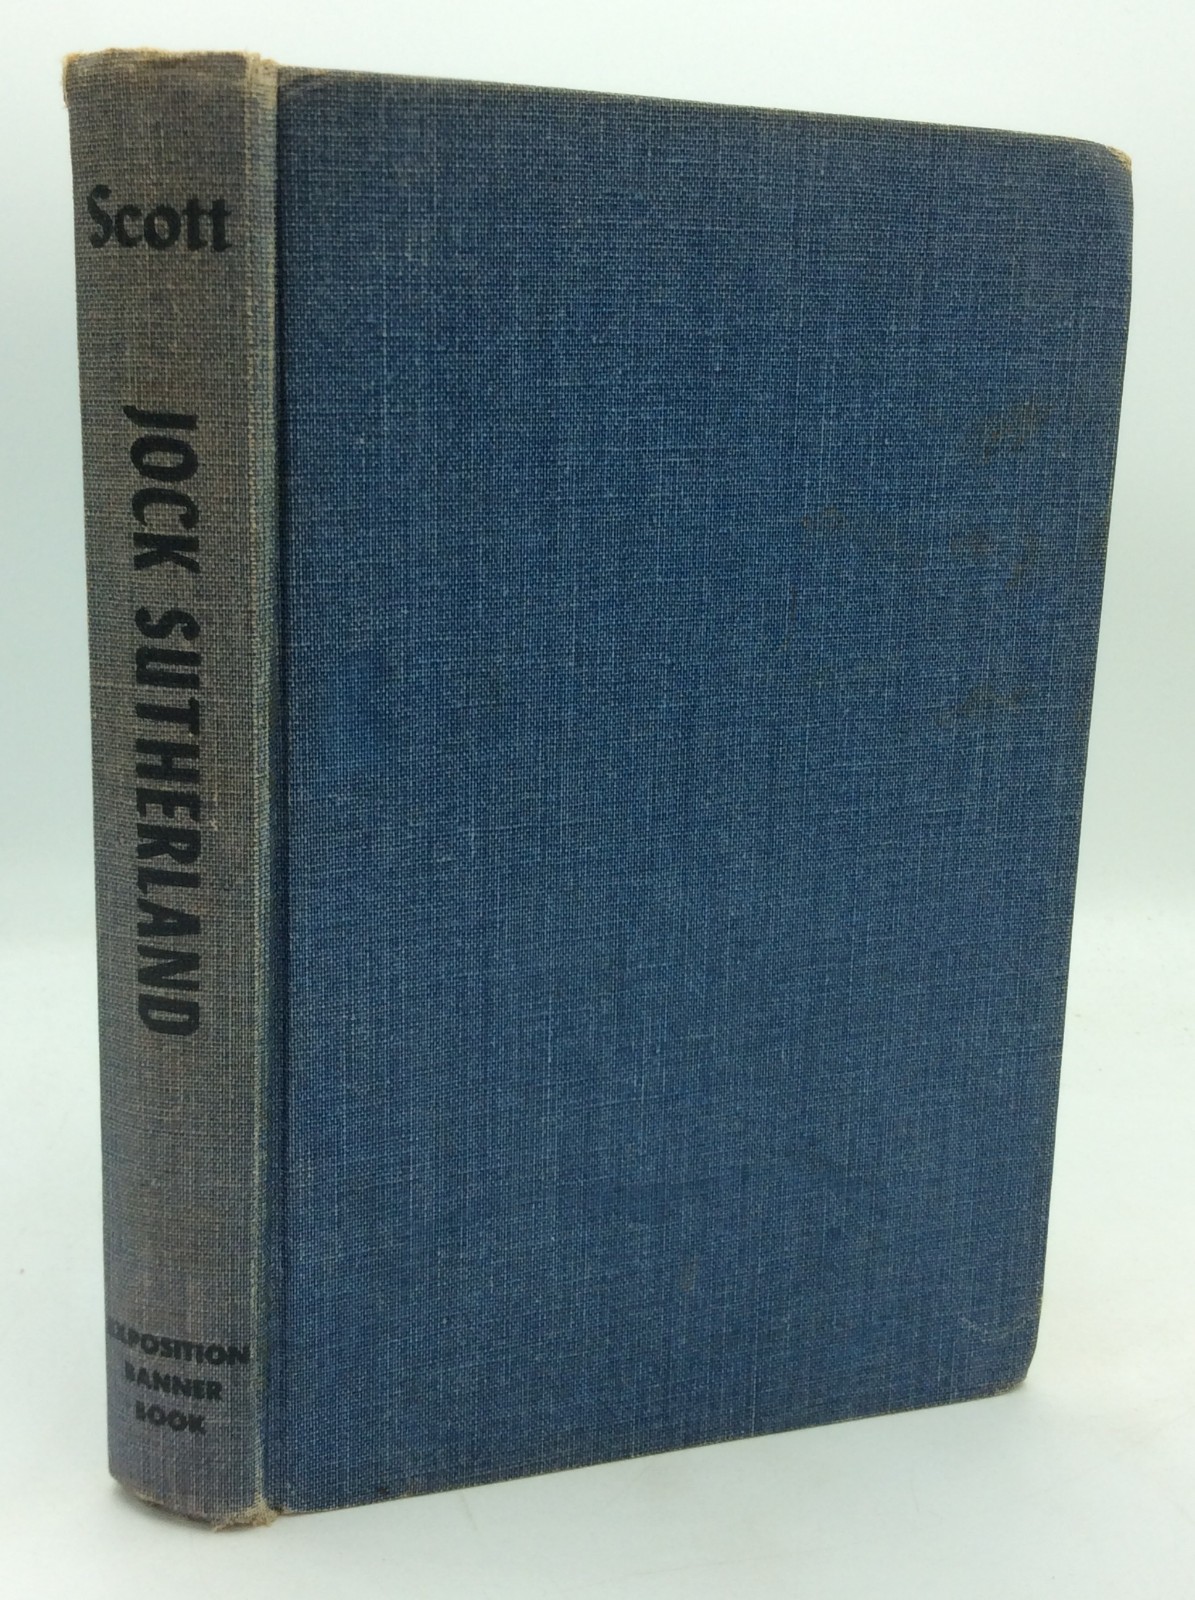 Scott
JOCK SUTHERLAND
EXPOSITION
BANNER
BOOK